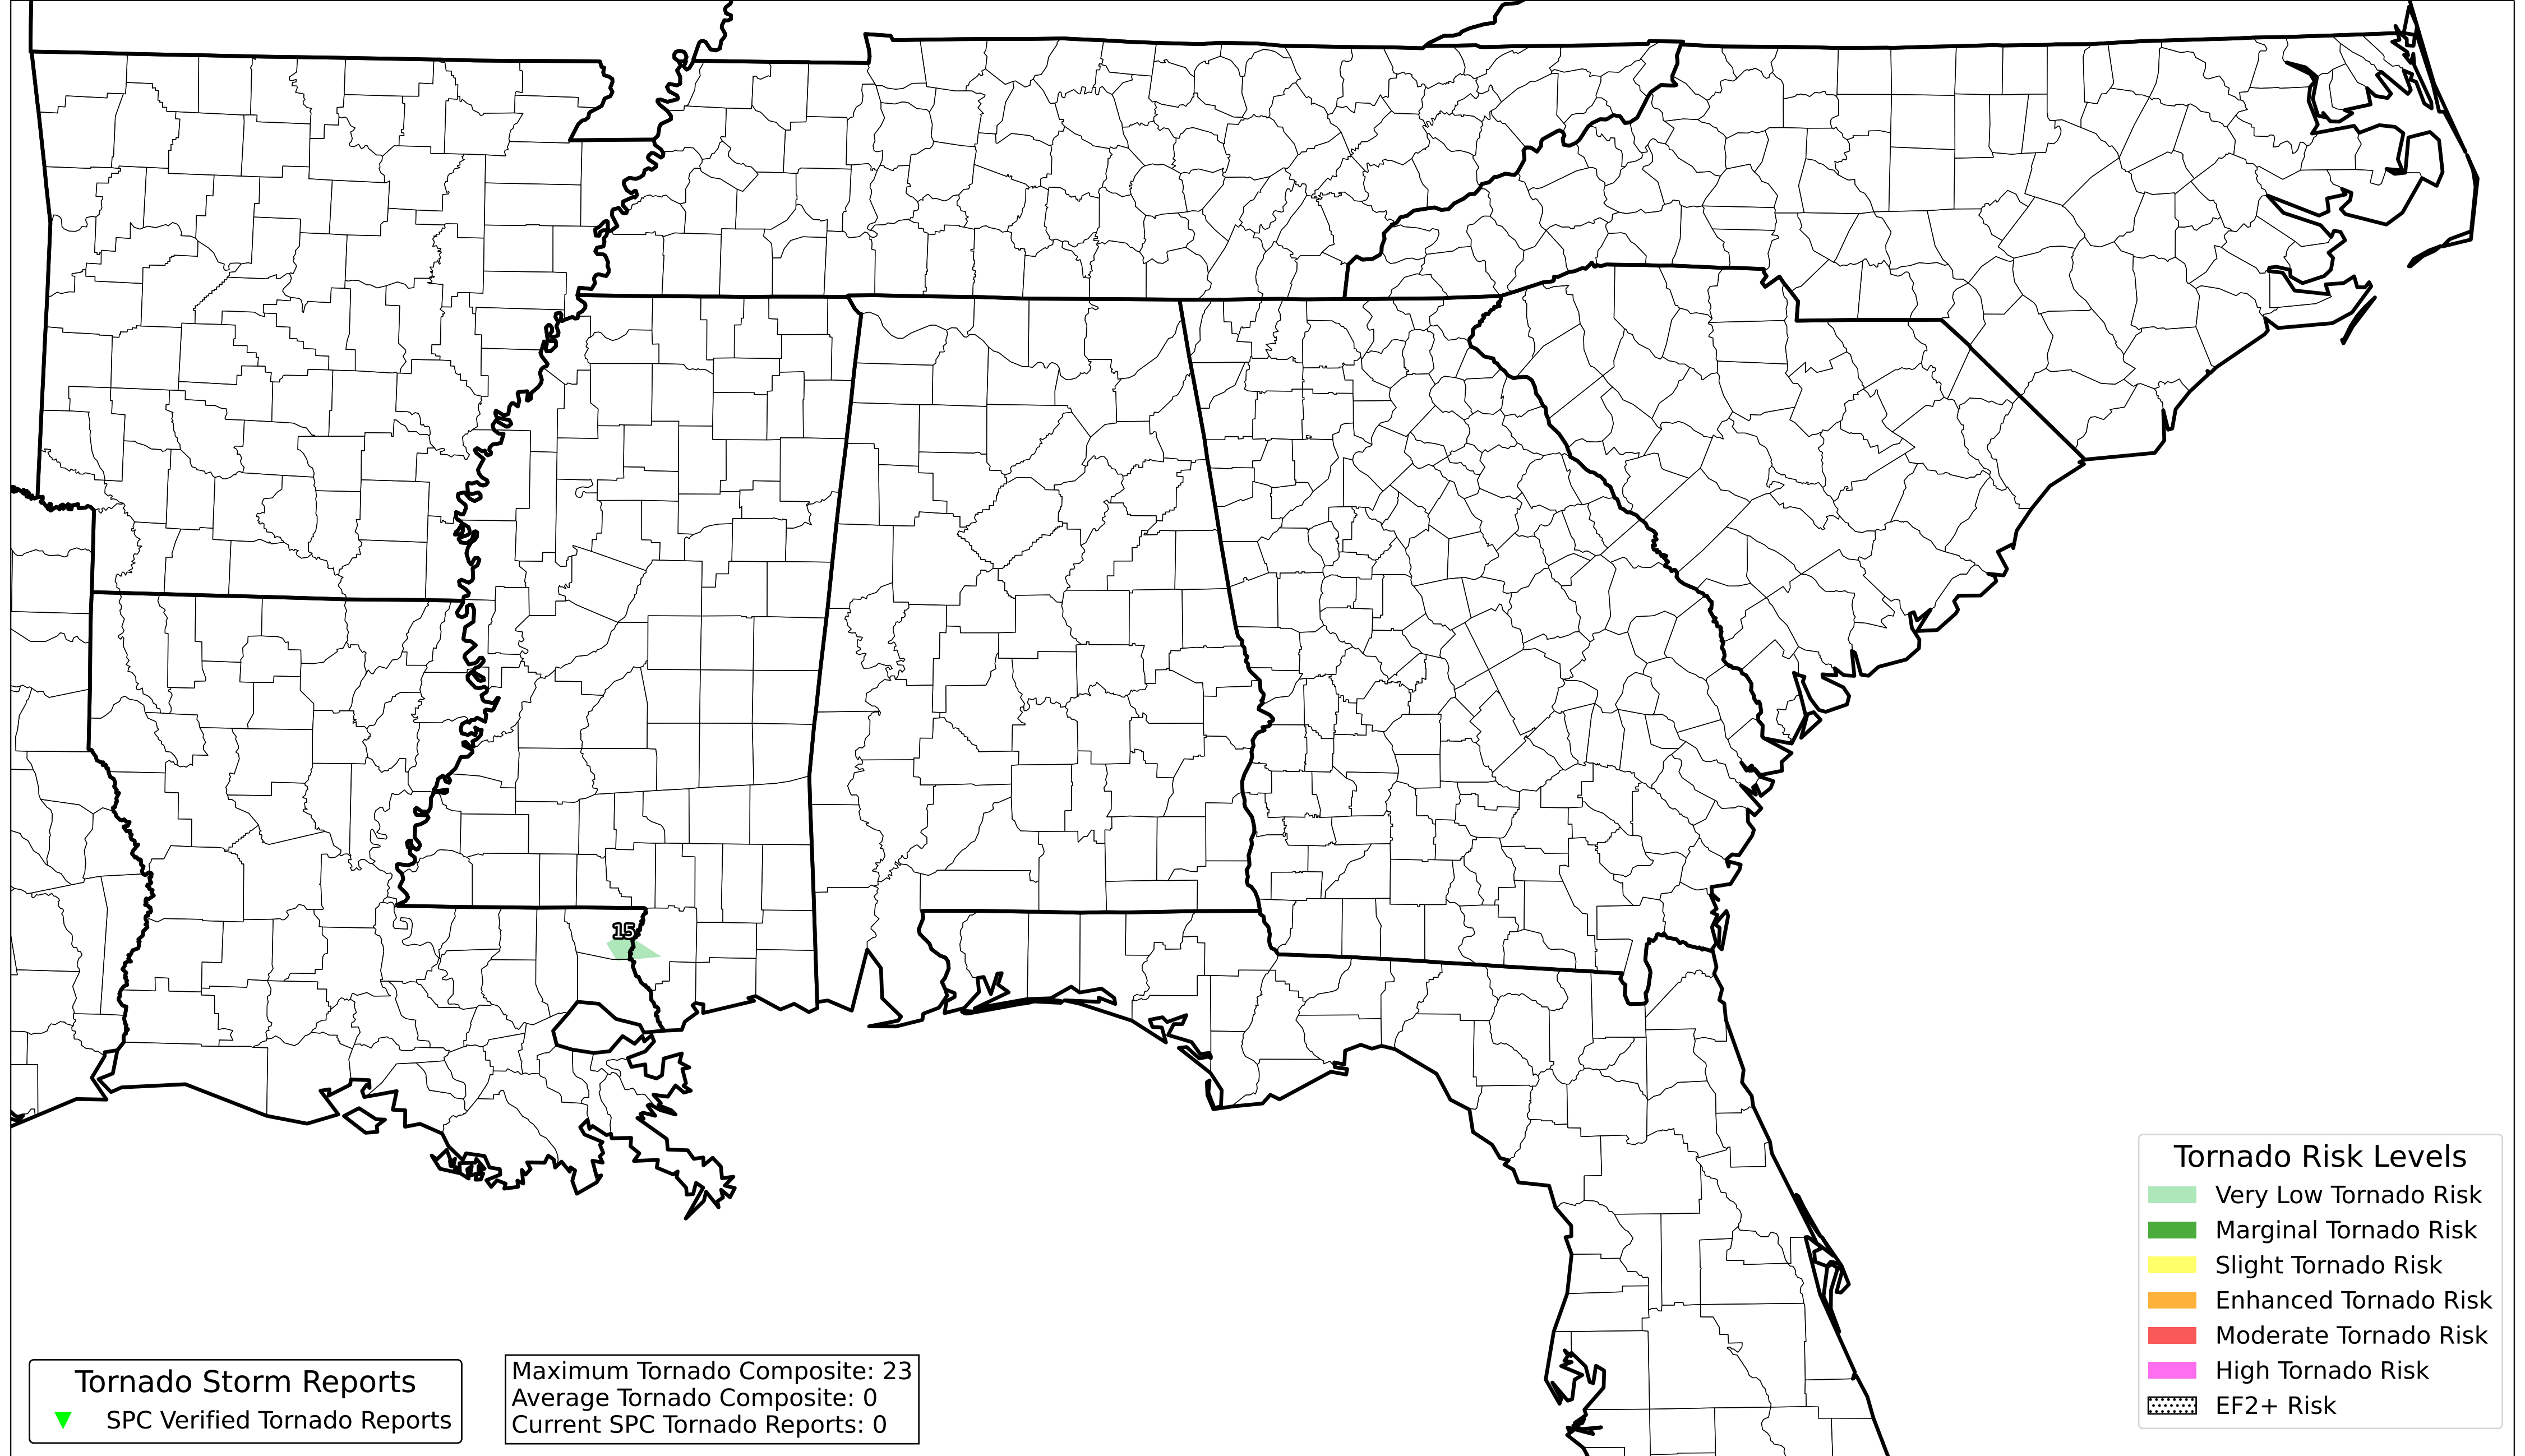 15
Tornado Risk Levels
Very Low Tornado Risk
Marginal Tornado Risk
Slight Tornado Risk
Enhanced Tornado Risk
Moderate Tornado Risk
High Tornado Risk
EF2+ Risk
Tornado Storm Reports
SPC Verified Tornado Reports
Maximum Tornado Composite: 23
Average Tornado Composite: 0
Current SPC Tornado Reports: 0